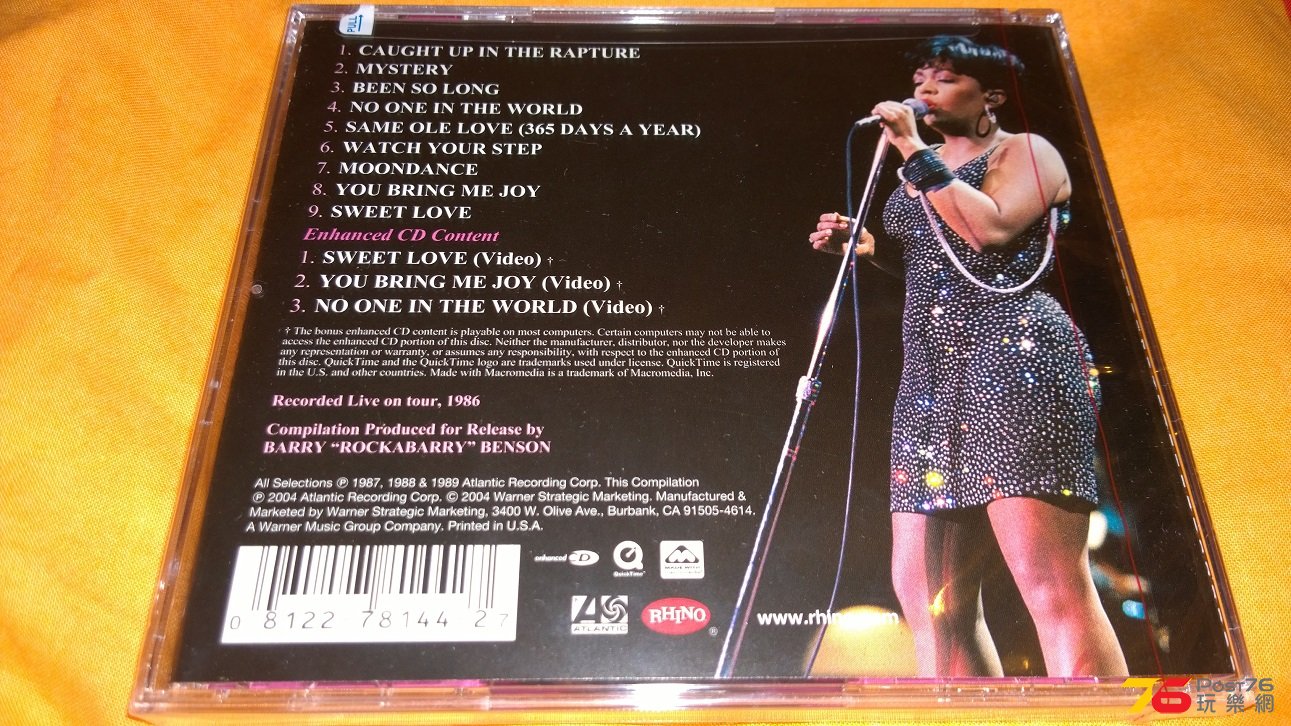 PULL
1. CAUGHT UP IN THE RAPTURE
2. MYSTERY
3. BEEN SO LONG
4. NO ONE IN THE WORLD
5. SAME OLE LOVE (365 DAYS A YEAR)
6. WATCH YOUR STEP
7. MOONDANCE
8. YOU BRING ME JOY
9. SWEET LOVE
Enhanced CD Content
1. SWEET LOVE (Video) †
2. YOU BRING ME JOY (Video) †
3. NO ONE IN THE WORLD (Video) †
† The bonus enhanced CD content is playable on most computers. Certain computers may not be able to
access the enhanced CD portion of this disc. Neither the manufacturer, distributor, nor the developer makes
any representation or warranty, or assumes any responsibility, with respect to the enhanced CD portion of
this disc. QuickTime and the QuickTime logo are trademarks used under license. QuickTime is registered
in the U.S. and other countries. Made with Macromedia is a trademark of Macromedia, Inc.
Recorded Live on tour, 1986
Compilation Produced for Release by
BARRY “ROCKABARRY” BENSON
All Selections ℗ 1987, 1988 & 1989 Atlantic Recording Corp. This Compilation
℗ 2004 Atlantic Recording Corp. © 2004 Warner Strategic Marketing. Manufactured &
Marketed by Warner Strategic Marketing, 3400 W. Olive Ave., Burbank, CA 91505-4614.
A Warner Music Group Company. Printed in U.S.A.
0 81227 81442 7
enhanced CD
QuickTime
MADE WITH
ATLANTIC
RHINO ®
www.rhin
Post76
玩樂網